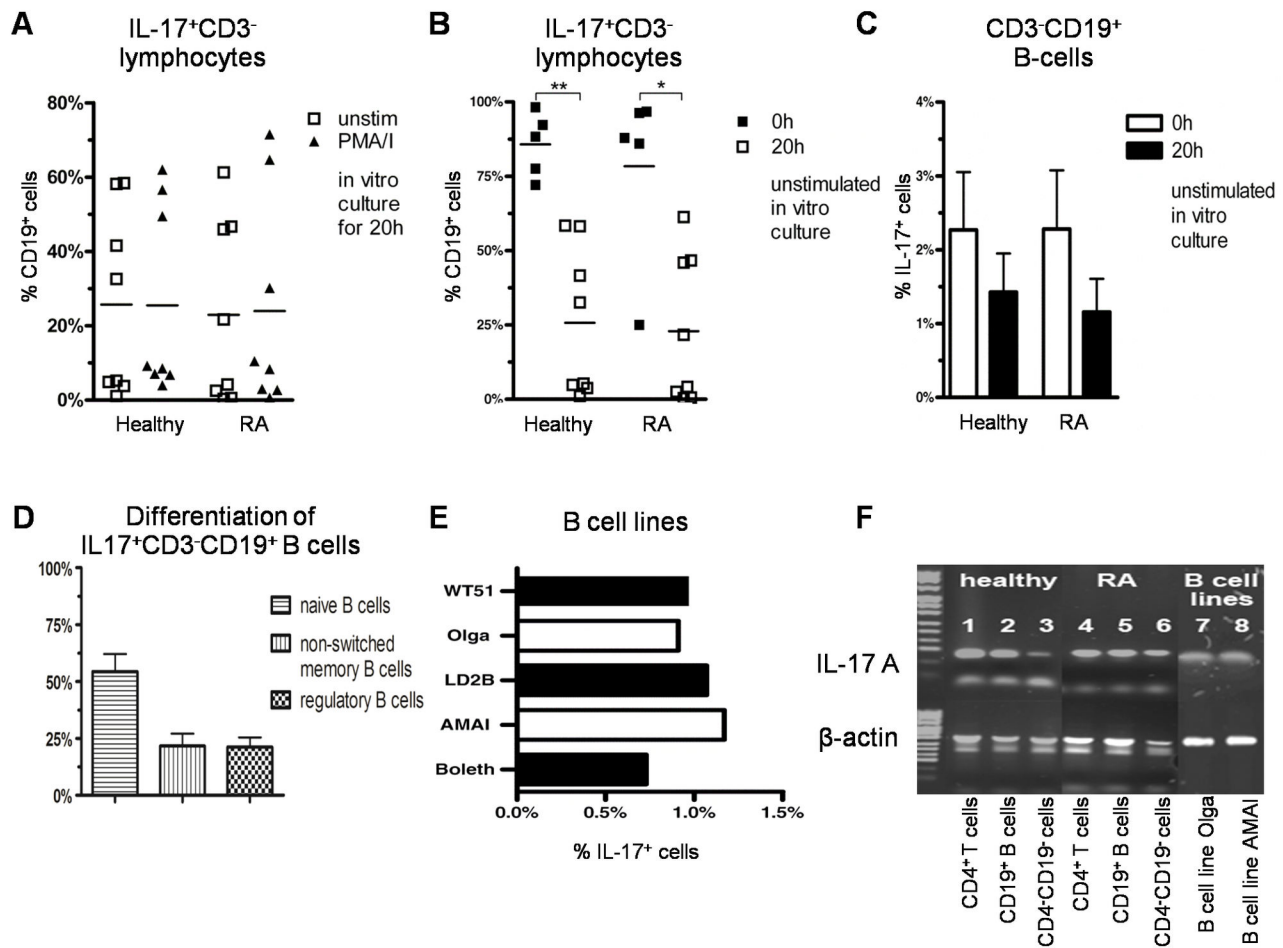 A
IL-17⁺CD3⁻
lymphocytes
80%
60%
40%
20%
0%
% CD19⁺ cells
Healthy
RA
unstim
PMA/I
in vitro
culture
for 20h
B
IL-17⁺CD3⁻
lymphocytes
100%
75%
50%
25%
0%
% CD19⁺ cells
**
*
Healthy
RA
0h
20h
unstimulated
in vitro
culture
C
CD3⁻CD19⁺
B-cells
4%
3%
2%
1%
0%
% IL-17⁺ cells
Healthy
RA
0h
20h
unstimulated
in vitro
culture
D
Differentiation of
IL17⁺CD3⁻CD19⁺ B cells
100%
75%
50%
25%
0%
naive B cells
non-switched
memory B cells
regulatory B cells
E
B cell lines
WT51
Olga
LD2B
AMAI
Boleth
0.0%
0.5%
1.0%
1.5%
% IL-17⁺ cells
F
healthy
RA
B cell
lines
1 2 3 4 5 6 7 8
IL-17 A
β-actin
CD4⁺ T cells
CD19⁺ B cells
CD4⁻CD19⁻ cells
CD4⁺ T cells
CD19⁺ B cells
CD4⁻CD19⁻ cells
B cell line Olga
B cell line AMAI